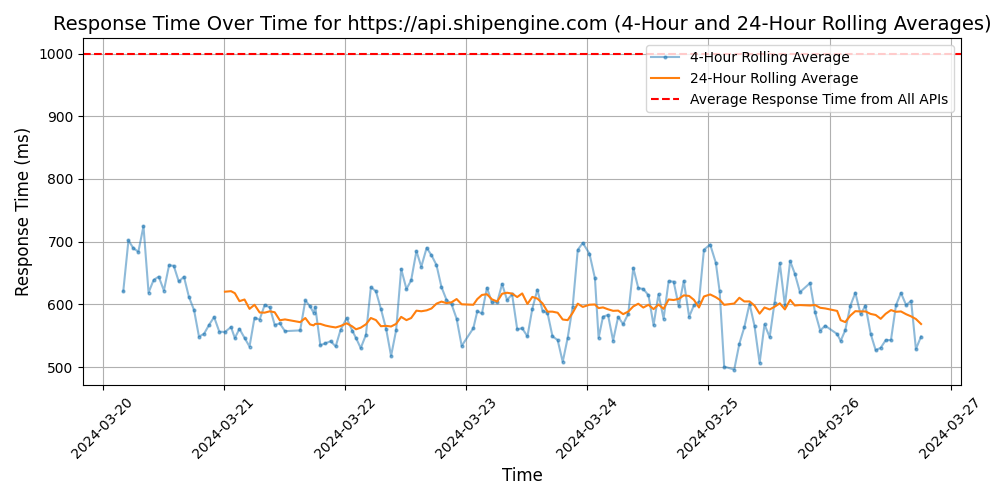 Response Time Over Time for https://api.shipengine.com (4-Hour and 24-Hour Rolling Averages)
4-Hour Rolling Average
24-Hour Rolling Average
Average Response Time from All APIs
Response Time (ms)
1000
900
800
700
600
500
2024-03-20
2024-03-21
2024-03-22
2024-03-23
2024-03-24
2024-03-25
2024-03-26
2024-03-27
Time